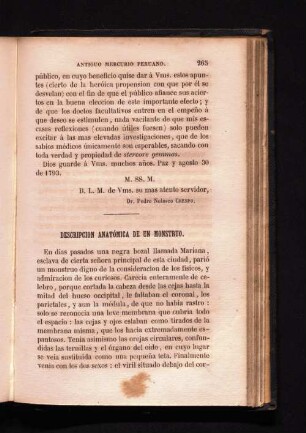 ANTIGUO MERCURIO PERUANO. 265
público, en cuyo beneficio quise dar á Vms. estos apun-
tes (cierto de la heróica propension con que por él se
desvelan) con el fin de que el público afiance sus acier-
tos en la buena eleccion de este importante efecto; y
de que los doctos facultativos entren en el empeño a
que deseo se estimulen, nada vacilando de que mis es-
casas reflexiones (cuando útiles fuesen) solo pueden
excitar á las mas elevadas investigaciones, que de los
sabios médicos únicamente son esperables, sacando con
toda verdad y propiedad de stercore gemmas.
Dios guarde á Vms. muchos años. Paz y agosto 30
de 1793.
M. SS. M.
B. L. M. de Vms. su mas atento servidor,
Dr. Pedro Nolasco CRESPO.
DESCRIPCION ANATÓMICA DE UN MONSTRUO.
En dias pasados una negra bozal llamada Mariana,
esclava de cierta señora principal de esta ciudad, parió
un monstruo digno de la consideracion de los físicos, y
admiracion de los curiosos. Carecia enteramente de ce-
lebro, porque cortada la cabeza desde las cejas hasta la
mitad del hueso occipital, le faltaban el coronal, los
parietales, y aun la médula, de que no habia rastro:
solo se reconocia una leve membrana que cubria todo
el espacio: las cejas y ojos estaban como tirados de la
membrana misma, que los hacia extremadamente es-
pantosos. Tenia asimismo las orejas circulares, confun-
didas las ternillas y el órgano del oido, en cuyo lugar
se veia sustituida como una pequeña teta. Finalmente
venia con los dos sexos: el viril situado debajo del cor-